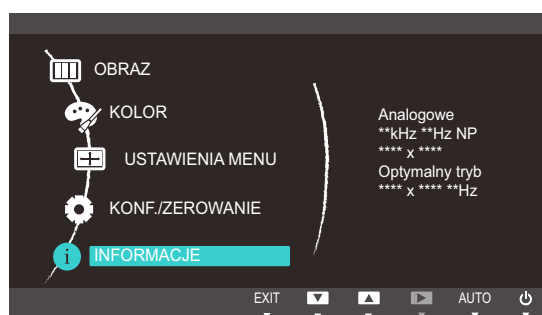 OBRAZ
KOLOR
USTAWIENIA MENU
KONF./ZEROWANIE
i INFORMACJE
Analogowe
**kHz **Hz NP
**** x ****
Optymalny tryb
**** x **** **Hz
EXIT AUTO